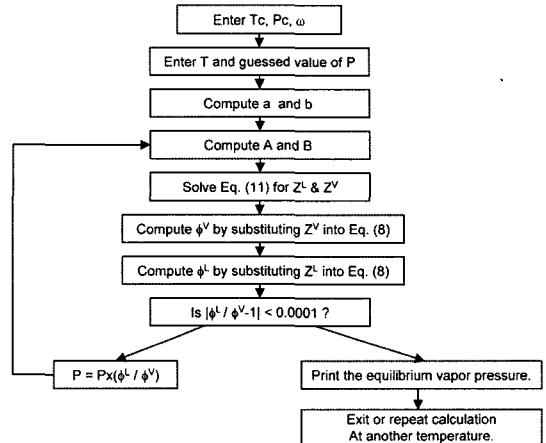 Enter Tc, Pc, ω
Enter T and guessed value of P
Compute a and b
Compute A and B
Solve Eq. (11) for Z^L & Z^V
Compute ϕ^V by substituting Z^V into Eq. (8)
Compute ϕ^L by substituting Z^L into Eq. (8)
Is |ϕ^L / ϕ^V-1| < 0.0001 ?
P = Px(ϕ^L / ϕ^V)
Print the equilibrium vapor pressure.
Exit or repeat calculation
At another temperature.